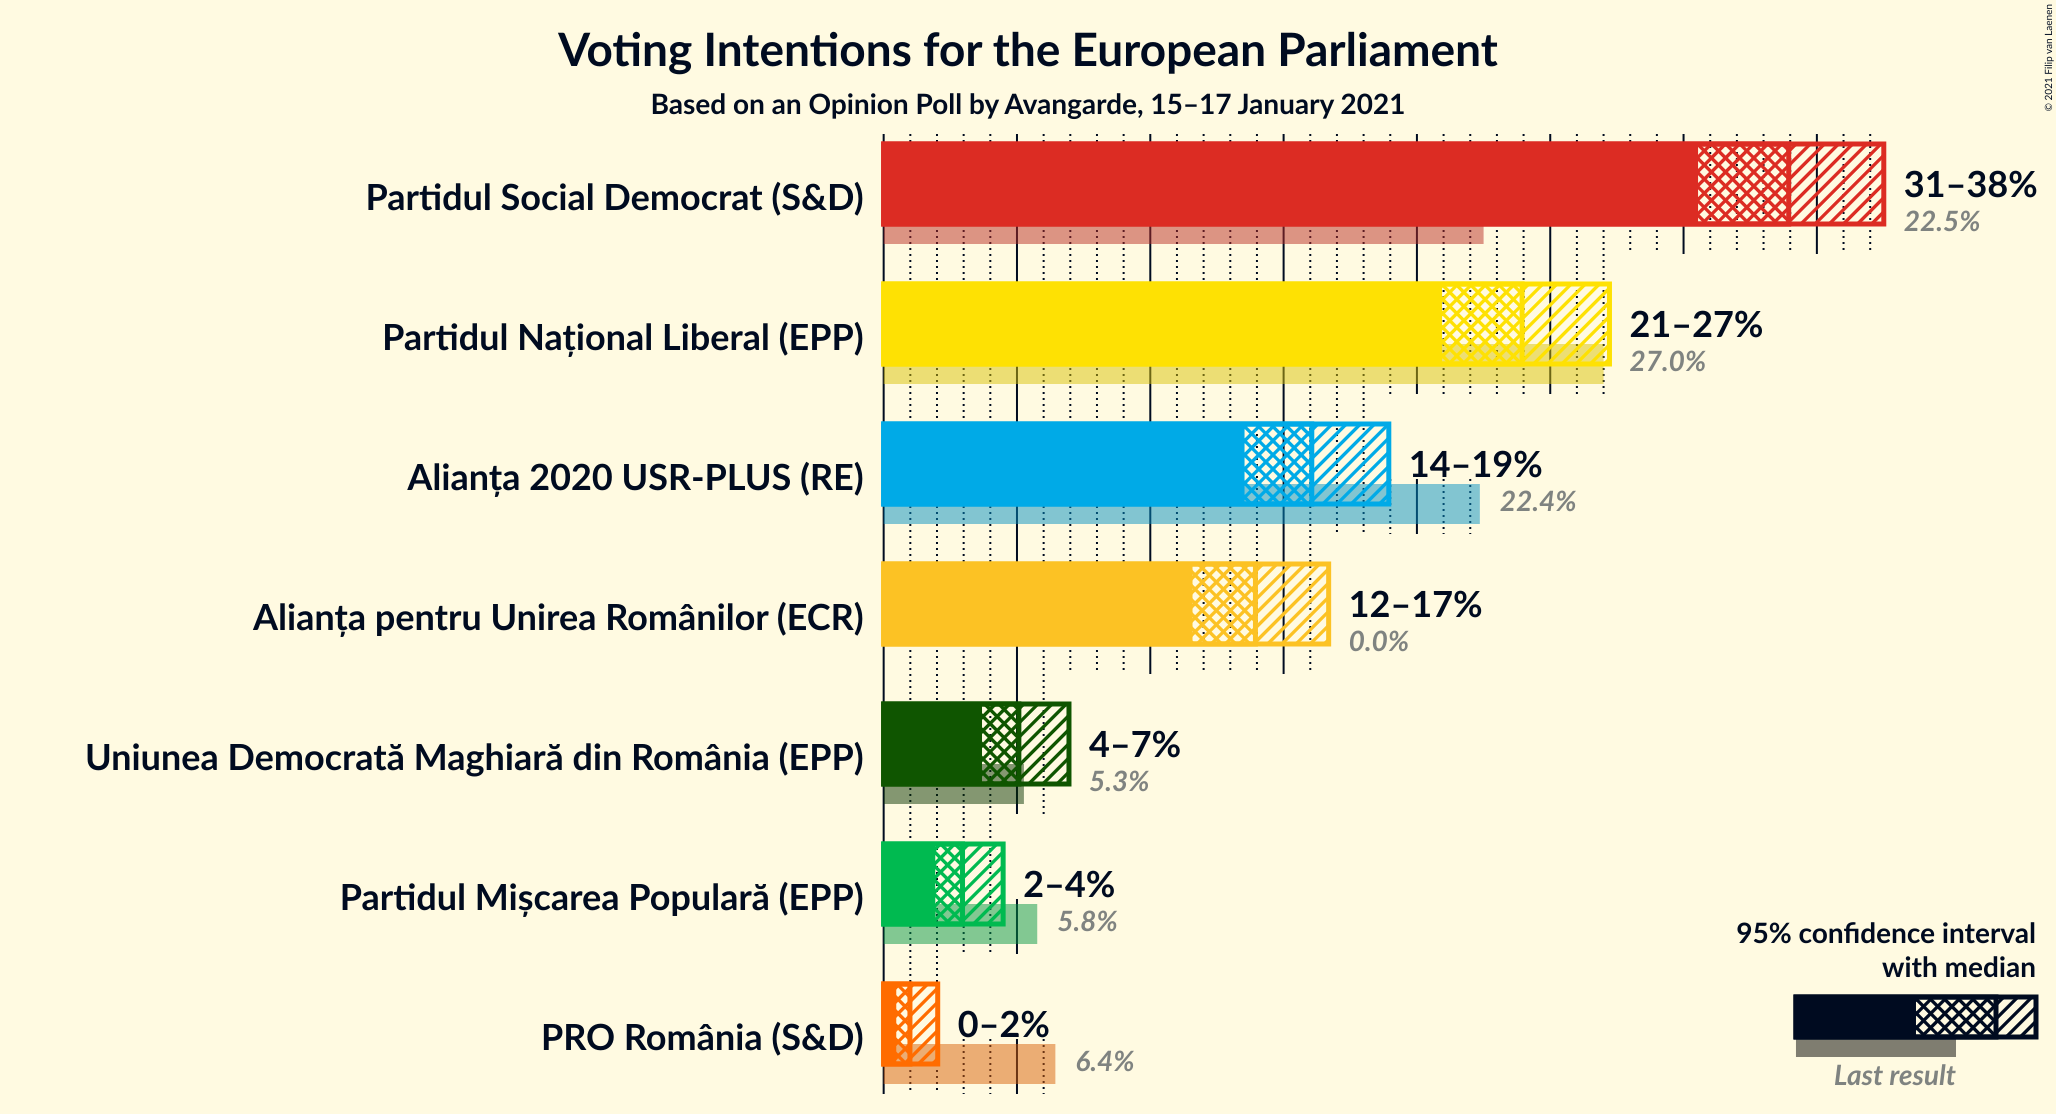 Voting Intentions for the European Parliament
Based on an Opinion Poll by Avangarde, 15–17 January 2021
© 2021 Filip van Laenen
Partidul Social Democrat (S&D)
31–38%
22.5%
Partidul Național Liberal (EPP)
21–27%
27.0%
Alianța 2020 USR-PLUS (RE)
14–19%
22.4%
Alianța pentru Unirea Românilor (ECR)
12–17%
0.0%
Uniunea Democrată Maghiară din România (EPP)
4–7%
5.3%
Partidul Mișcarea Populară (EPP)
2–4%
5.8%
PRO România (S&D)
0–2%
6.4%
95% confidence interval
with median
Last result